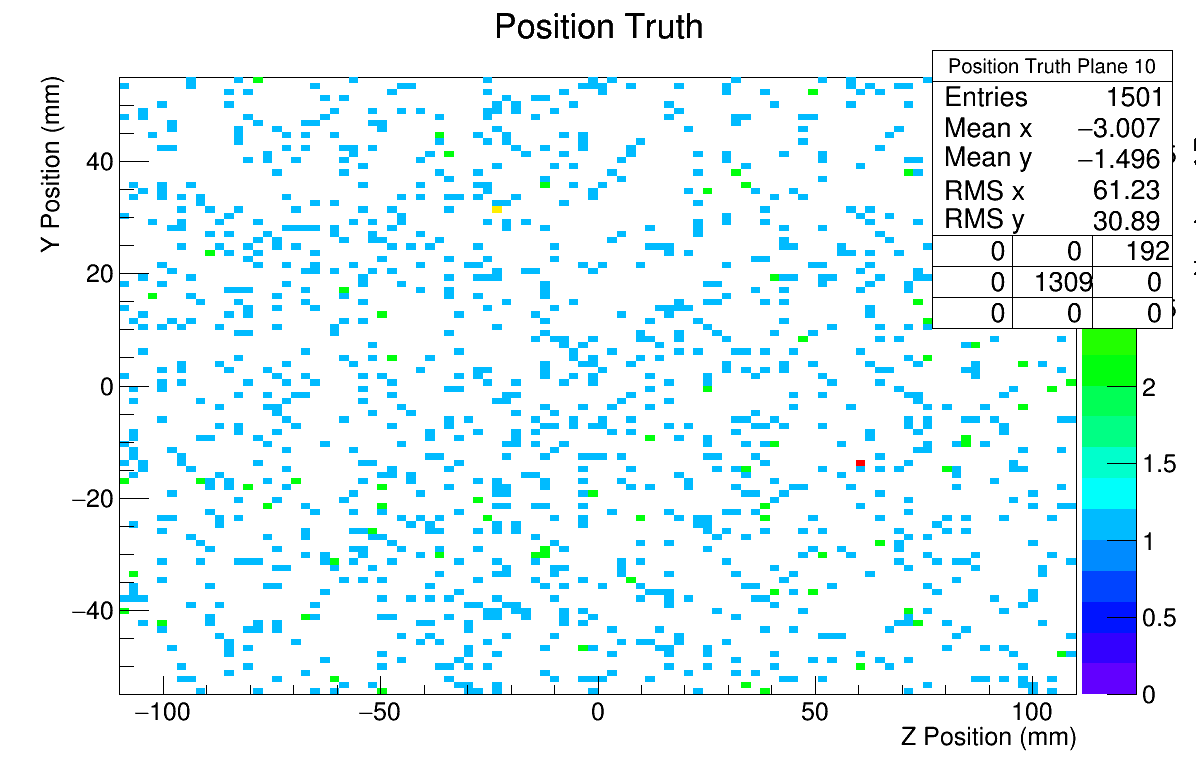 Position Truth
Position Truth Plane 10
Entries 1501
Mean x −3.007
Mean y −1.496
RMS x 61.23
RMS y 30.89
0 0 192
0 1309 0
0 0 0
Y Position (mm)
40
20
0
−20
−40
−100 −50 0 50 100
Z Position (mm)
2
1.5
1
0.5
0